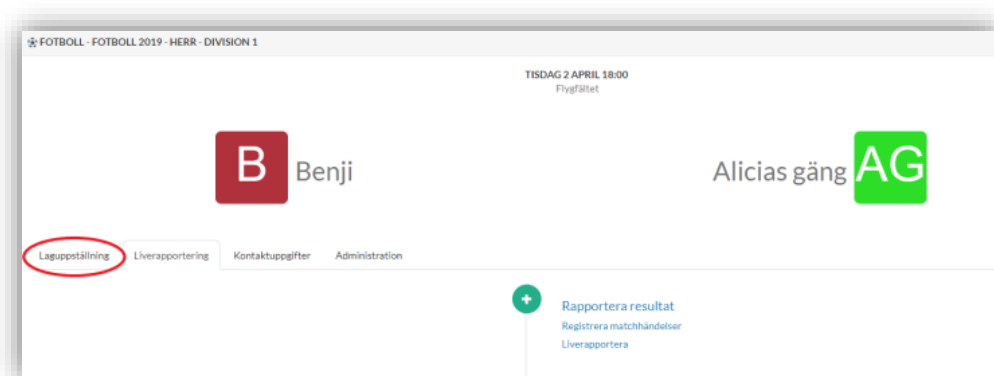 FOTBOLL - FOTBOLL 2019 - HERR - DIVISION 1
TISDAG 2 APRIL 18:00
Flygfältet
B Benji
Alicias gäng AG
Laguppställning Liverapportering Kontaktuppgifter Administration
Rapportera resultat
Registrera matchhändelser
Liverapportera